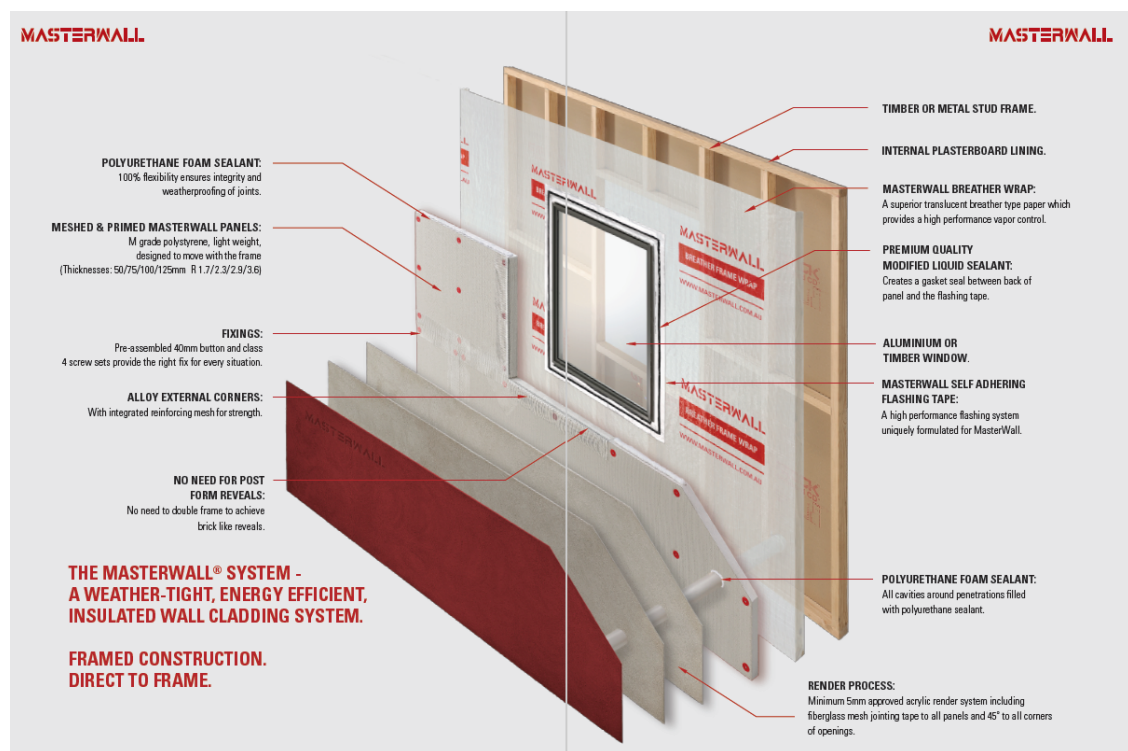 MASTERWALL
MASTERWALL
POLYURETHANE FOAM SEALANT:
100% flexibility ensures integrity and
weatherproofing of joints.
MESHED & PRIMED MASTERWALL PANELS:
M grade polystyrene, light weight,
designed to move with the frame
(Thicknesses: 50/75/100/125mm R 1.7/2.3/2.9/3.6)
FIXINGS:
Pre-assembled 40mm button and class
4 screw sets provide the right fix for every situation.
ALLOY EXTERNAL CORNERS:
With integrated reinforcing mesh for strength.
NO NEED FOR POST
FORM REVEALS:
No need to double frame to achieve
brick like reveals.
THE MASTERWALL® SYSTEM -
A WEATHER-TIGHT, ENERGY EFFICIENT,
INSULATED WALL CLADDING SYSTEM.
FRAMED CONSTRUCTION.
DIRECT TO FRAME.
MASTERWALL
MASTERWALL
MASTERWALL
BREATHER FRAME WRAP
WWW.MASTERWALL.COM.AU
MASTERWALL
BREATHER FRAME WRAP
WWW.MASTERWALL.COM.AU
TIMBER OR METAL STUD FRAME.
INTERNAL PLASTERBOARD LINING.
MASTERWALL BREATHER WRAP:
A superior translucent breather type paper which
provides a high performance vapor control.
PREMIUM QUALITY
MODIFIED LIQUID SEALANT:
Creates a gasket seal between back of
panel and the flashing tape.
ALUMINIUM OR
TIMBER WINDOW.
MASTERWALL SELF ADHERING
FLASHING TAPE:
A high performance flashing system
uniquely formulated for MasterWall.
POLYURETHANE FOAM SEALANT:
All cavities around penetrations filled
with polyurethane sealant.
RENDER PROCESS:
Minimum 5mm approved acrylic render system including
fiberglass mesh jointing tape to all panels and 45° to all corners
of openings.